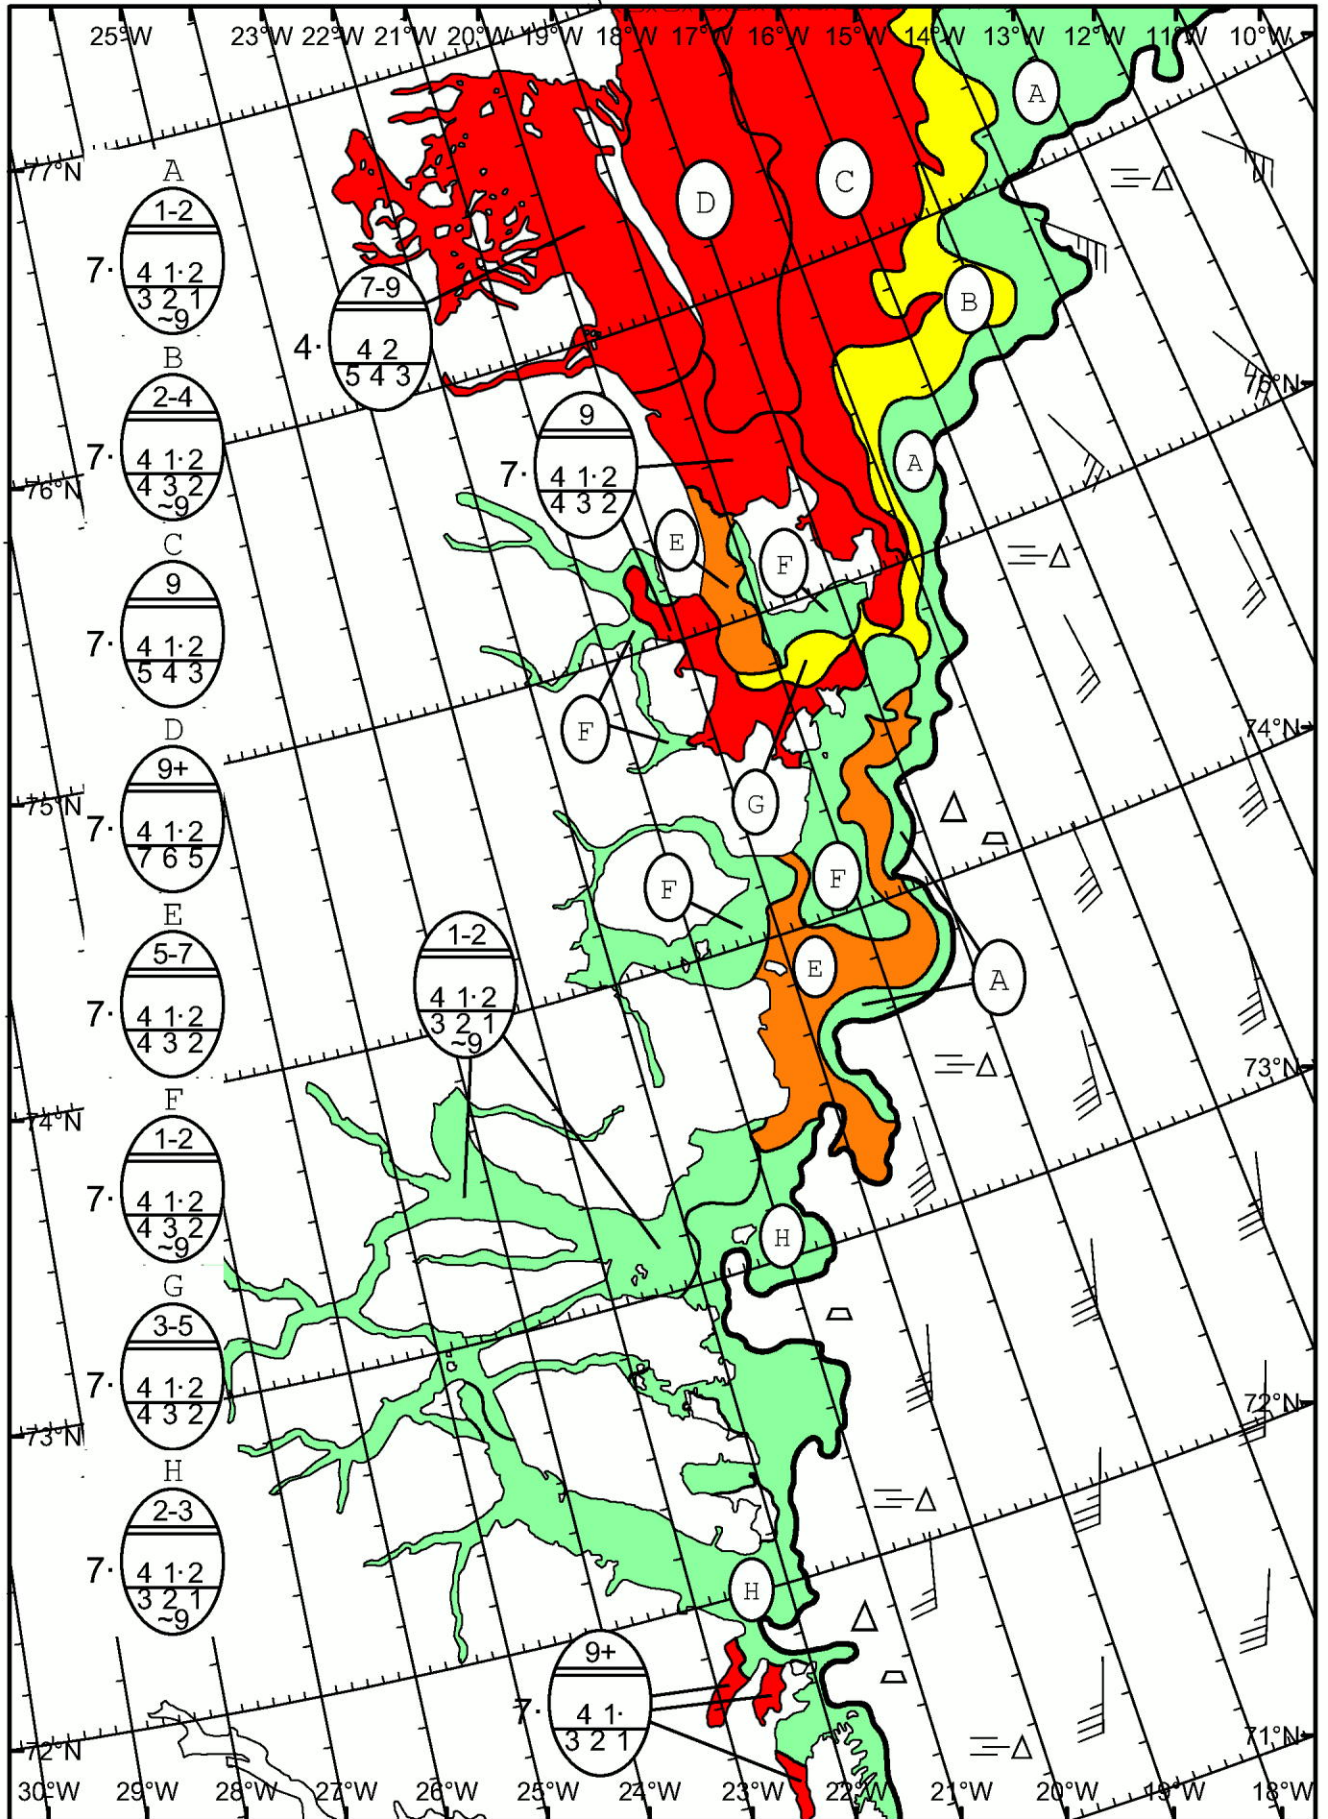 25°W 23°W 22°W 21°W 20°W 19°W 18°W 17°W 16°W 15°W 14°W 13°W 12°W 11°W 10°W
A
D C
77°N
A
1-2
7· 4 1·2
3 2 1
~9
B
7-9
4· 4 2
5 4 3
75°N
B
2-4
7· 4 1·2
4 3 2
~9
9
7· 4 1·2
4 3 2
A
76°N
E F
C
9
7· 4 1·2
5 4 3
F
74°N
D
9+
7· 4 1·2
7 6 5
G
75°N
F F
E
5-7
7· 4 1·2
4 3 2
1-2
4 1·2
3 2 1
~9
E A
73°N
74°N
F
1-2
7· 4 1·2
4 3 2
~9
H
G
3-5
7· 4 1·2
4 3 2
72°N
73°N
H
2-3
7· 4 1·2
3 2 1
~9
H
9+
7· 4 1·
3 2 1
71°N
72°N
30°W 29°W 28°W 27°W 26°W 25°W 24°W 23°W 22°W 21°W 20°W 19°W 18°W